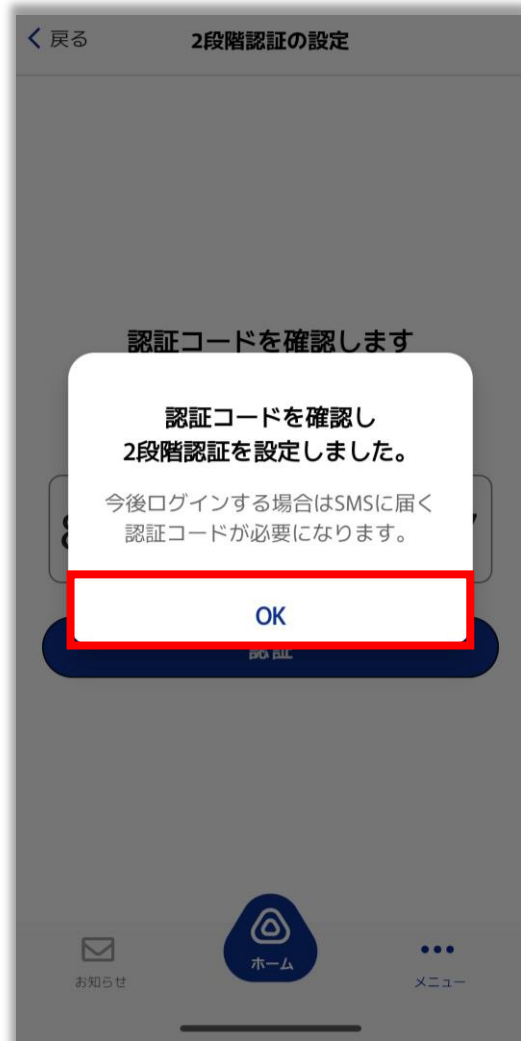 戻る
2段階認証の設定
認証コードを確認します
認証コードを確認し
2段階認証を設定しました。
今後ログインする場合はSMSに届く
認証コードが必要になります。
OK
認証
お知らせ
ホーム
メニュー